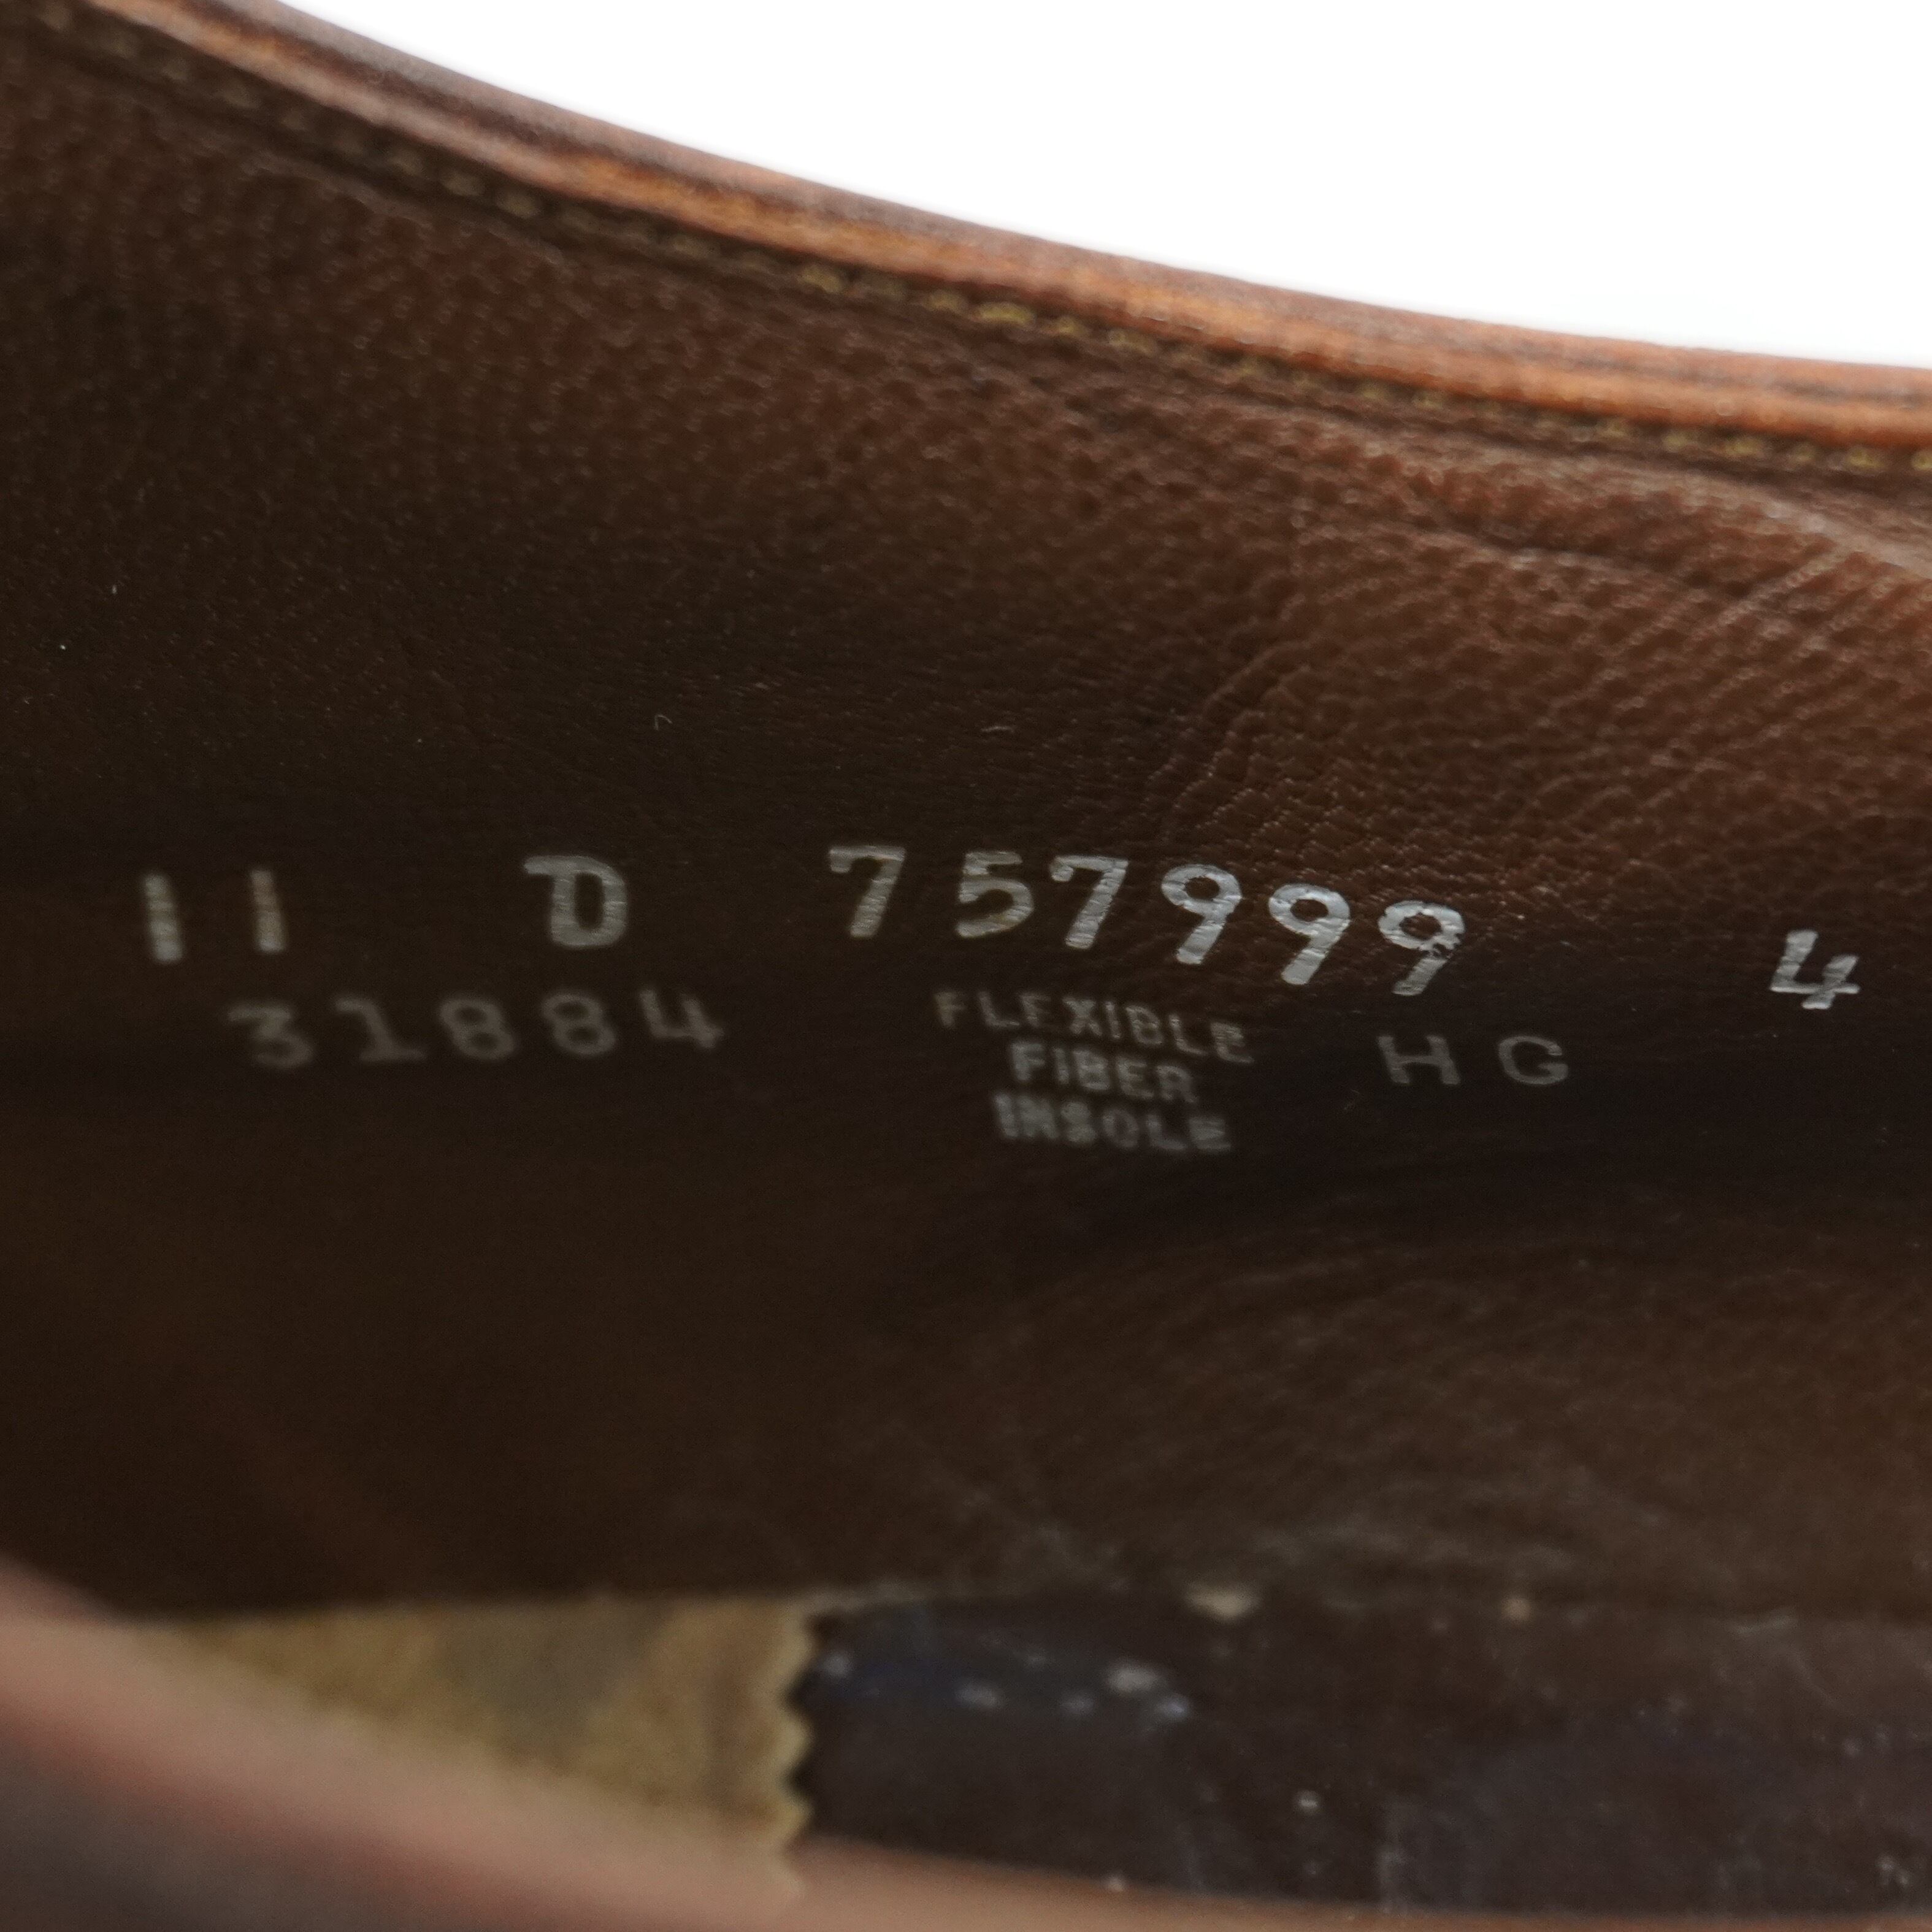 11 D 757999 4
31884 FLEXIBLE HG
FIBER
INSOLE